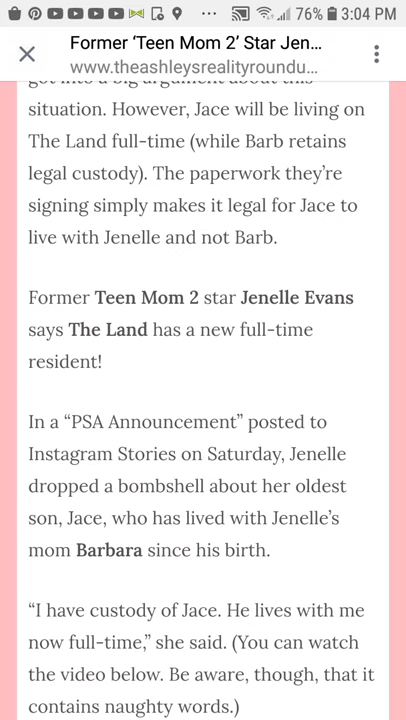 76% 3:04 PM
Former ‘Teen Mom 2’ Star Jen...
www.theashleysrealityroundu...
got into a big argument about this
situation. However, Jace will be living on
The Land full-time (while Barb retains
legal custody). The paperwork they’re
signing simply makes it legal for Jace to
live with Jenelle and not Barb.
Former Teen Mom 2 star Jenelle Evans
says The Land has a new full-time
resident!
In a “PSA Announcement” posted to
Instagram Stories on Saturday, Jenelle
dropped a bombshell about her oldest
son, Jace, who has lived with Jenelle’s
mom Barbara since his birth.
“I have custody of Jace. He lives with me
now full-time,” she said. (You can watch
the video below. Be aware, though, that it
contains naughty words.)